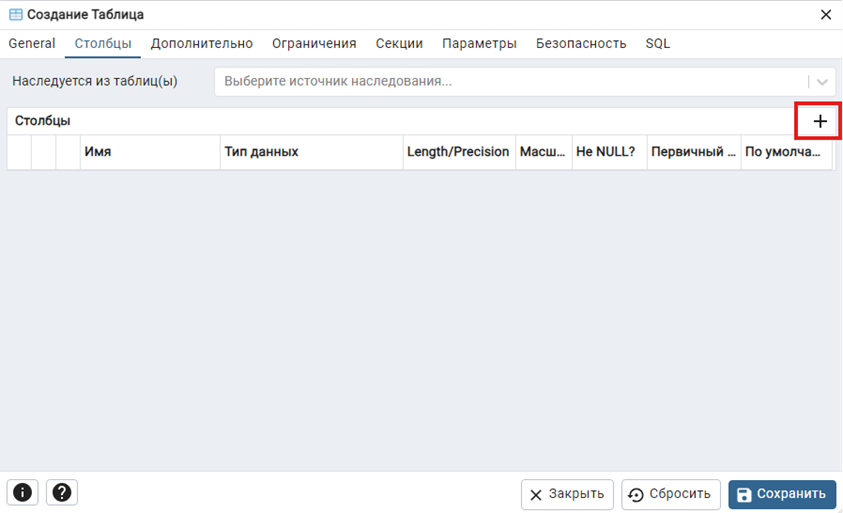 Создание Таблица
General Столбцы Дополнительно Ограничения Секции Параметры Безопасность SQL
Наследуется из таблиц(ы) Выберите источник наследования...
Столбцы
Имя Тип данных Length/Precision Масш... Не NULL? Первичный ... По умолча...
Закрыть Сбросить Сохранить